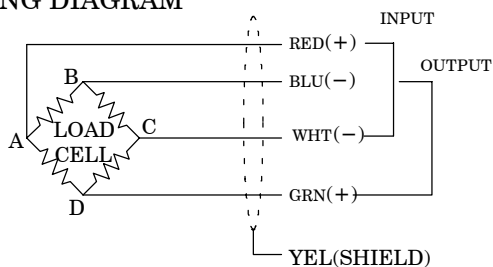 NG DIAGRAM
INPUT
OUTPUT
RED(+)
BLU(−)
WHT(−)
GRN(+)
YEL(SHIELD)
B
A
LOAD
CELL
C
D